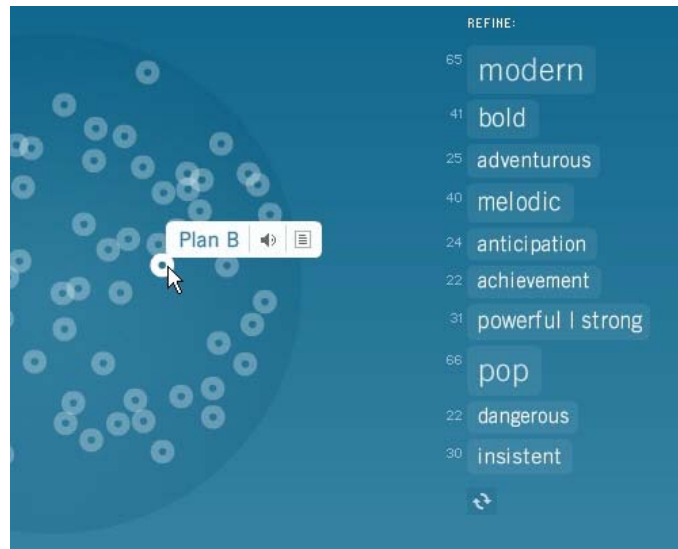 REFINE:
65 modern
41 bold
25 adventurous
40 melodic
Plan B
24 anticipation
22 achievement
31 powerful | strong
66 pop
22 dangerous
30 insistent